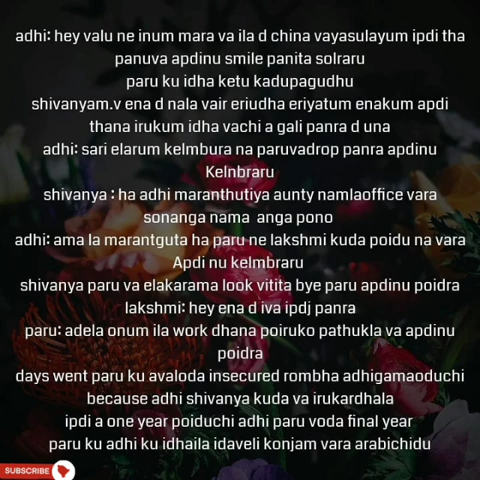 adhi: hey valu ne inum mara va ila d china vayasulayum ipdi tha
panuva apdinu smile panita solraru
paru ku idha ketu kadupagudhu
shivanyam.v ena d nala vair eriudha eriyatum enakum apdi
thana irukum idha vachi a gali panra d una
adhi: sari elarum kelmbura na paruvadrop panra apdinu
Kelnbraru
shivanya : ha adhi maranthutiya aunty namlaoffice vara
sonanga nama anga pono
adhi: ama la marantguta ha paru ne lakshmi kuda poidu na vara
Apdi nu kelmbraru
shivanya paru va elakarama look vitita bye paru apdinu poidra
lakshmi: hey ena d iva ipdj panra
paru: adela onum ila work dhana poiruko pathukla va apdinu
poidra
days went paru ku avaloda insecured rombha adhigamaoduchi
because adhi shivanya kuda va irukardhala
ipdi a one year poiduchi adhi paru voda final year
paru ku adhi ku idhaila idaveli konjam vara arabichidu
SUBSCRIBE